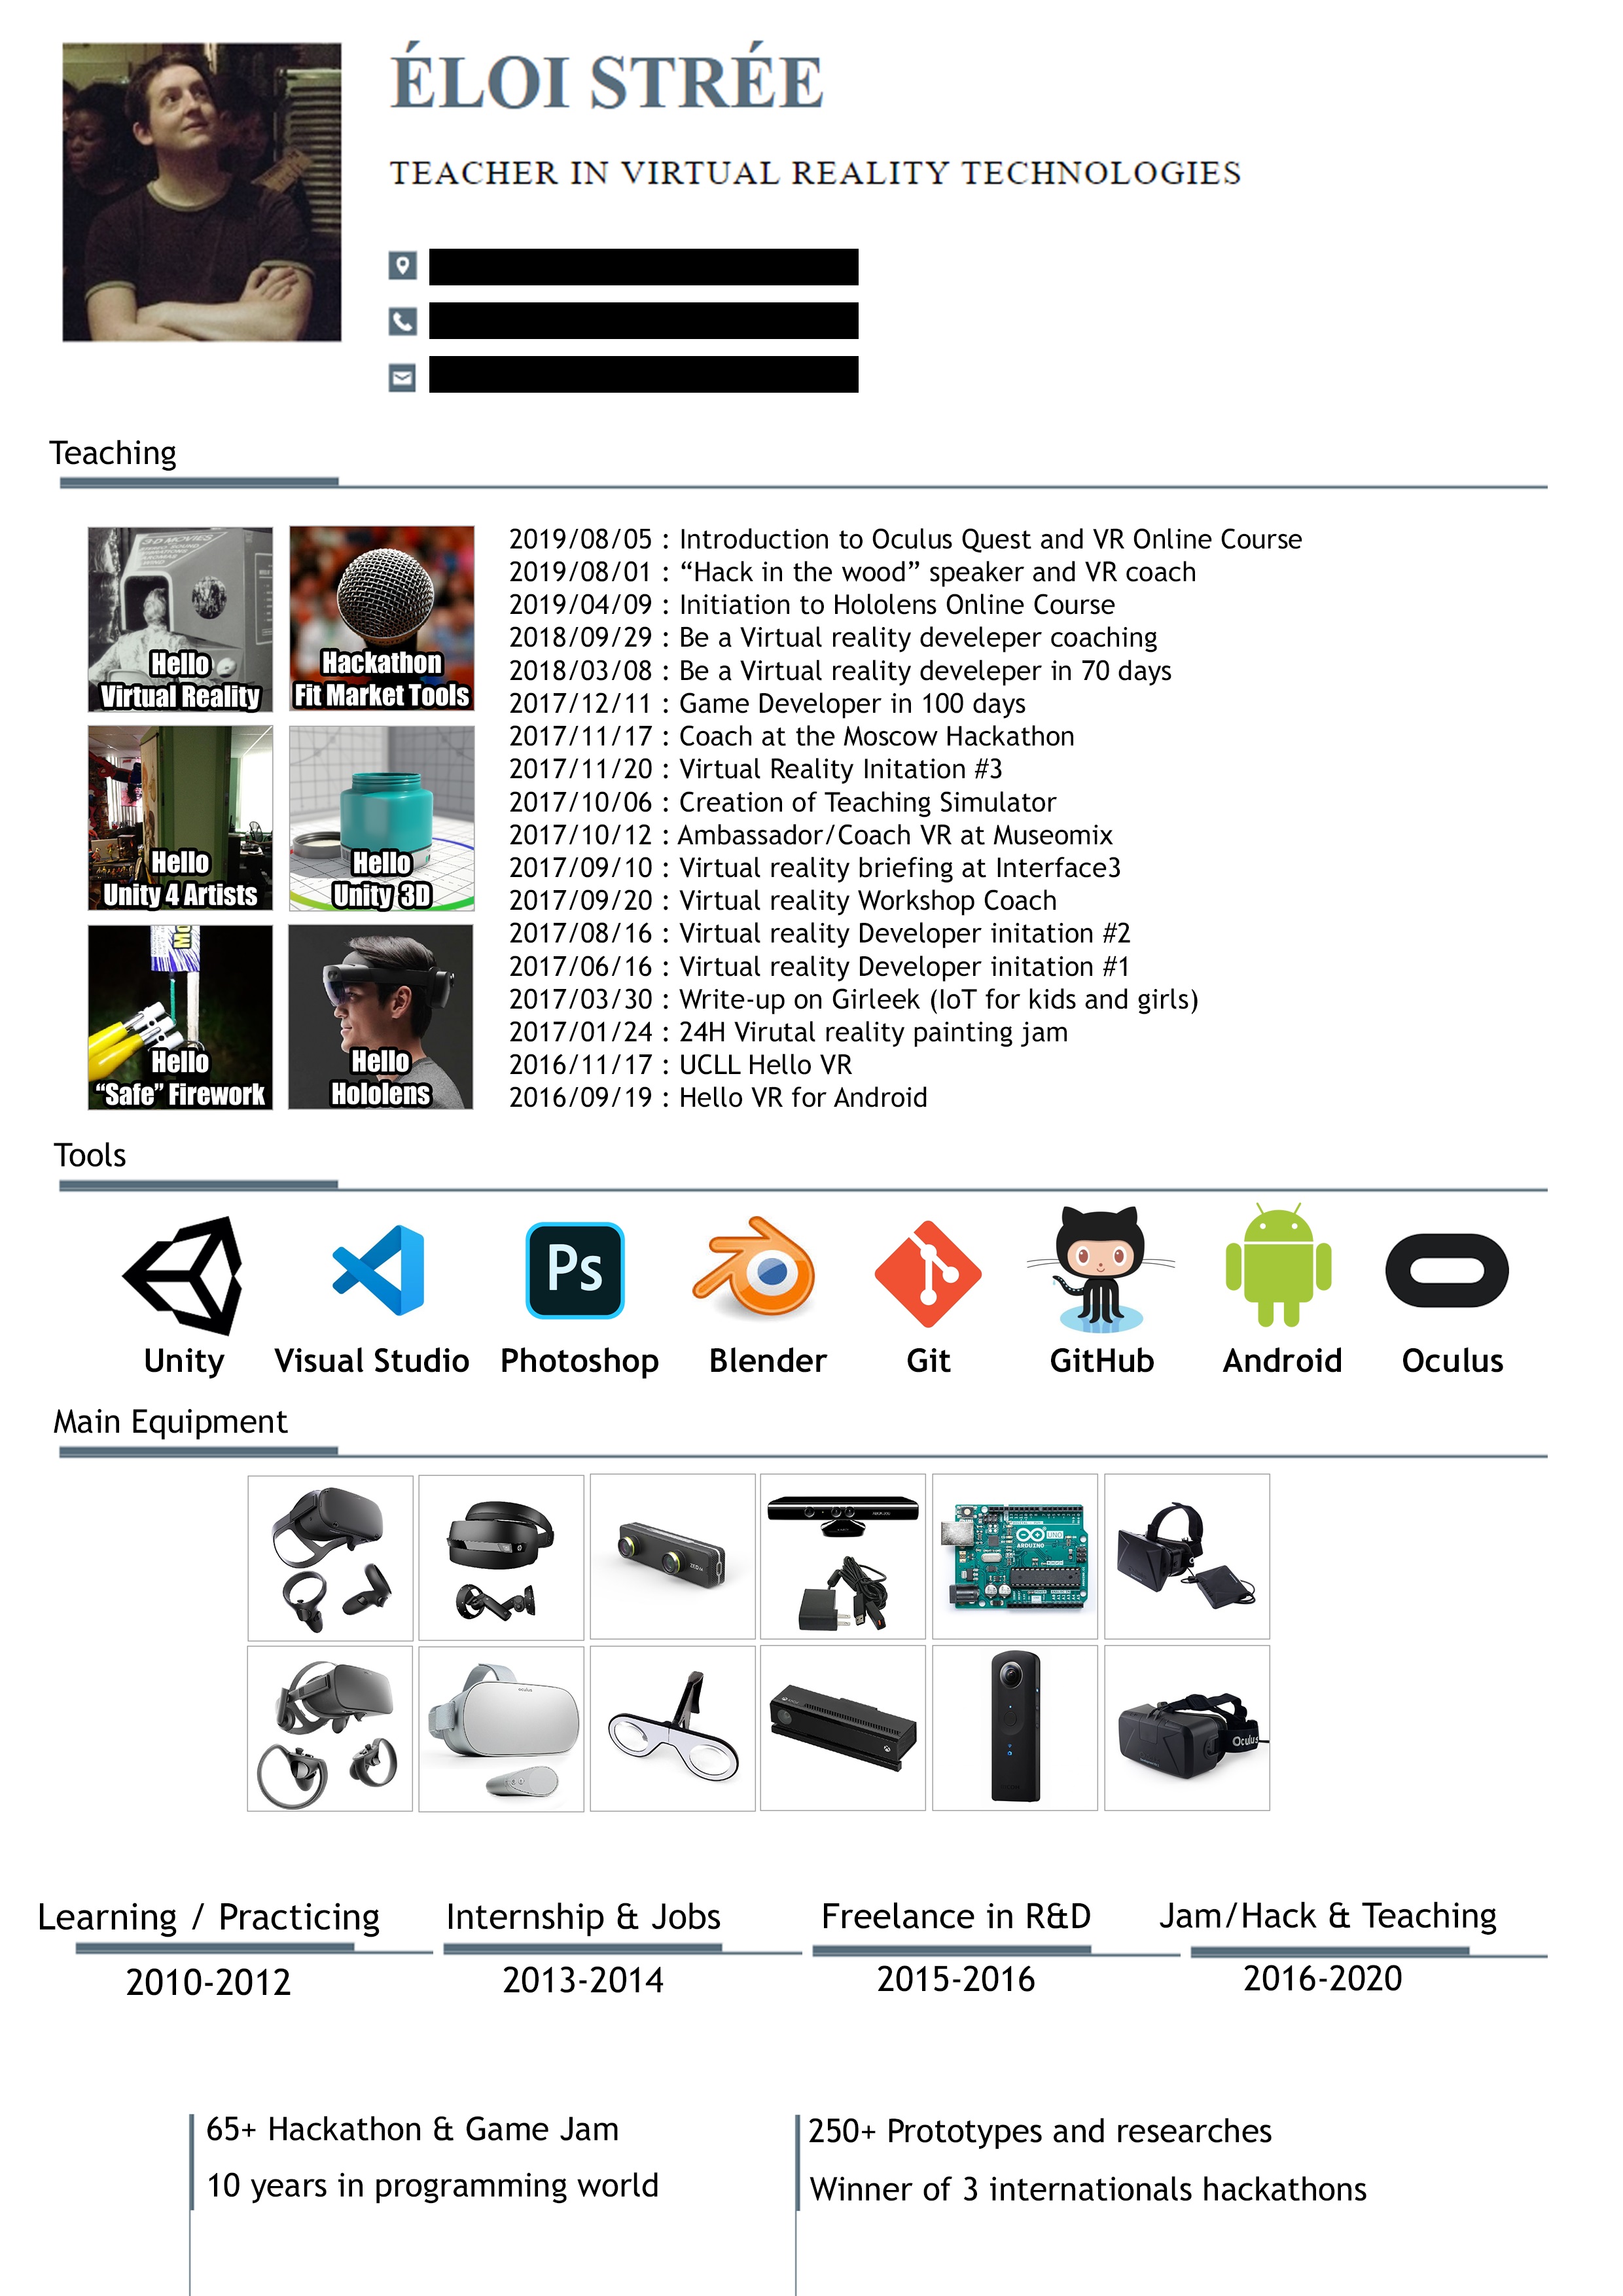 ÉLOI STRÉE
TEACHER IN VIRTUAL REALITY TECHNOLOGIES
Teaching
3-D MOVIES
Hello
Virtual Reality
Hackathon
Fit Market Tools
Hello
Unity 4 Artists
Hello
Unity 3D
Mo
Hello
“Safe” Firework
Hello
Hololens
2019/08/05 : Introduction to Oculus Quest and VR Online Course
2019/08/01 : “Hack in the wood” speaker and VR coach
2019/04/09 : Initiation to Hololens Online Course
2018/09/29 : Be a Virtual reality develeper coaching
2018/03/08 : Be a Virtual reality develeper in 70 days
2017/12/11 : Game Developer in 100 days
2017/11/17 : Coach at the Moscow Hackathon
2017/11/20 : Virtual Reality Initation #3
2017/10/06 : Creation of Teaching Simulator
2017/10/12 : Ambassador/Coach VR at Museomix
2017/09/10 : Virtual reality briefing at Interface3
2017/09/20 : Virtual reality Workshop Coach
2017/08/16 : Virtual reality Developer initation #2
2017/06/16 : Virtual reality Developer initation #1
2017/03/30 : Write-up on Girleek (IoT for kids and girls)
2017/01/24 : 24H Virutal reality painting jam
2016/11/17 : UCLL Hello VR
2016/09/19 : Hello VR for Android
Tools
Ps
Unity Visual Studio Photoshop Blender Git GitHub Android Oculus
Main Equipment
UNO
ARDUINO
oculus
Oculus
Learning / Practicing
2010-2012
Internship & Jobs
2013-2014
Freelance in R&D
2015-2016
Jam/Hack & Teaching
2016-2020
65+ Hackathon & Game Jam
10 years in programming world
250+ Prototypes and researches
Winner of 3 internationals hackathons